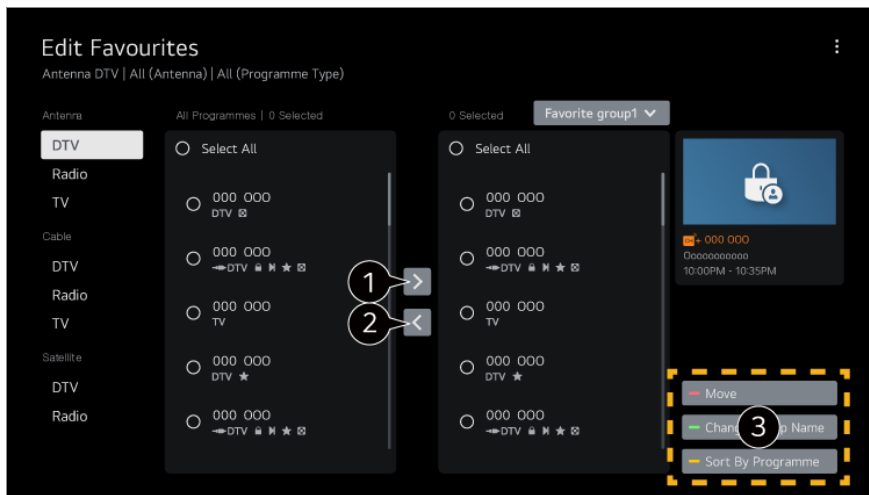 Edit Favourites
Antenna DTV | All (Antenna) | All (Programme Type)
Antenna
DTV
Radio
TV
Cable
DTV
Radio
TV
Satellite
DTV
Radio
All Programmes | 0 Selected
Select All
000 000
DTV
000 000
DTV
000 000
TV
000 000
DTV
000 000
DTV
1
2
0 Selected
Favorite group1
Select All
000 000
DTV
000 000
DTV
000 000
TV
000 000
DTV
000 000
DTV
000 000
Ooooooooooo
10:00PM - 10:35PM
Move
3
Name
Sort By Programme